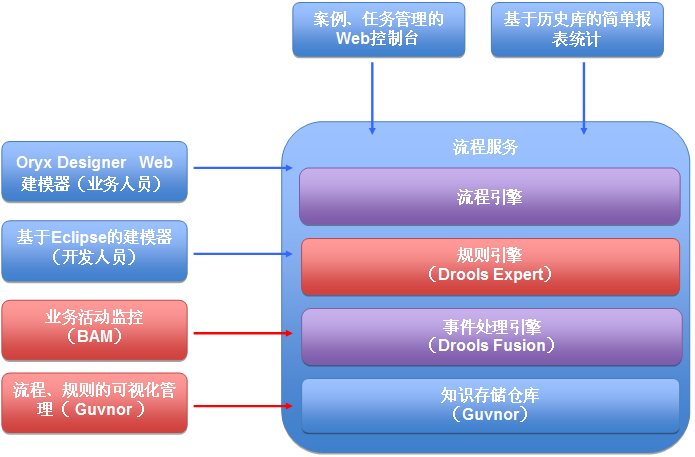 案例、任务管理的
Web控制台
基于历史库的简单报
表统计
Oryx Designer Web
建模器（业务人员）
基于Eclipse的建模器
（开发人员）
业务活动监控
（BAM）
流程、规则的可视化管
理（ Guvnor ）
流程服务
流程引擎
规则引擎
（Drools Expert）
事件处理引擎
（Drools Fusion）
知识存储仓库
（Guvnor）